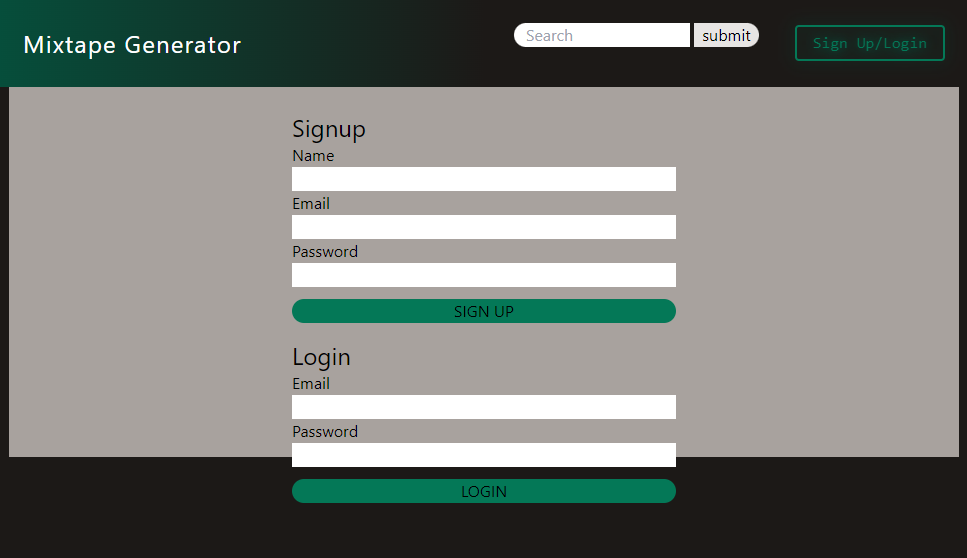 Mixtape Generator
Search
submit
Sign Up/Login
Signup
Name
Email
Password
SIGN UP
Login
Email
Password
LOGIN